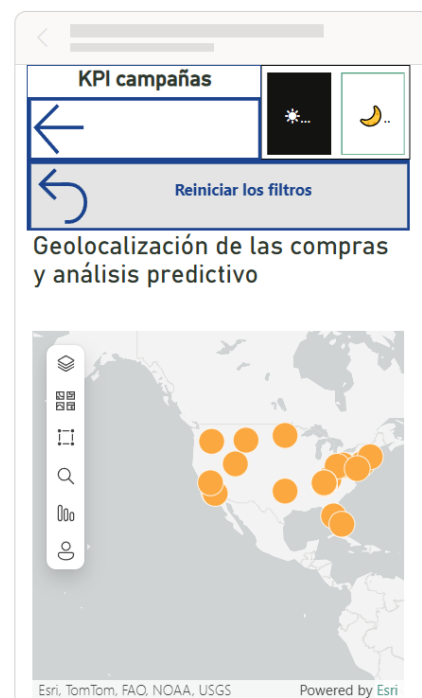 KPI campañas
...
..
Reiniciar los filtros
Geolocalización de las compras
y análisis predictivo
Esri, TomTom, FAO, NOAA, USGS
Powered by Esri